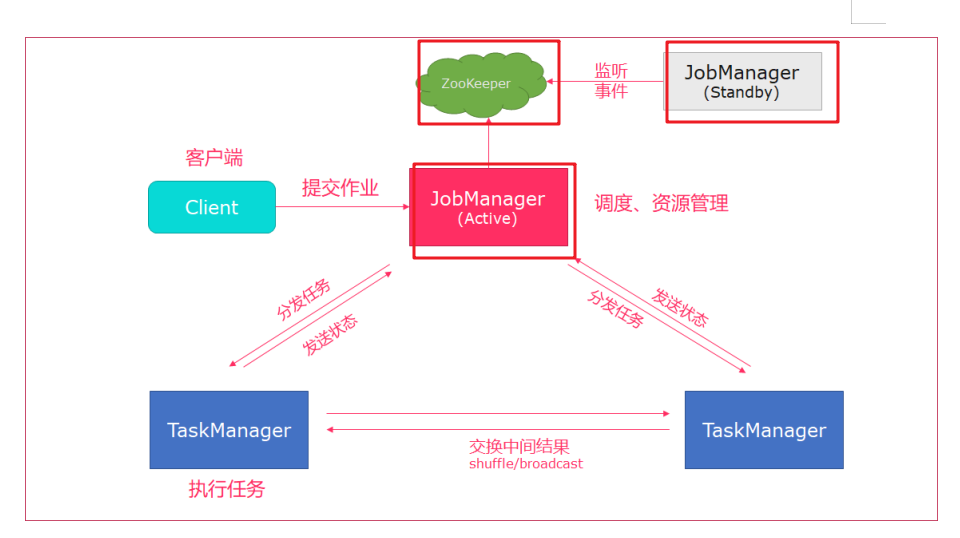 ZooKeeper
监听
事件
JobManager
(Standby)
客户端
Client
提交作业
JobManager
(Active)
调度、资源管理
分发任务
发送状态
发送状态
分发任务
TaskManager
TaskManager
交换中间结果
shuffle/broadcast
执行任务